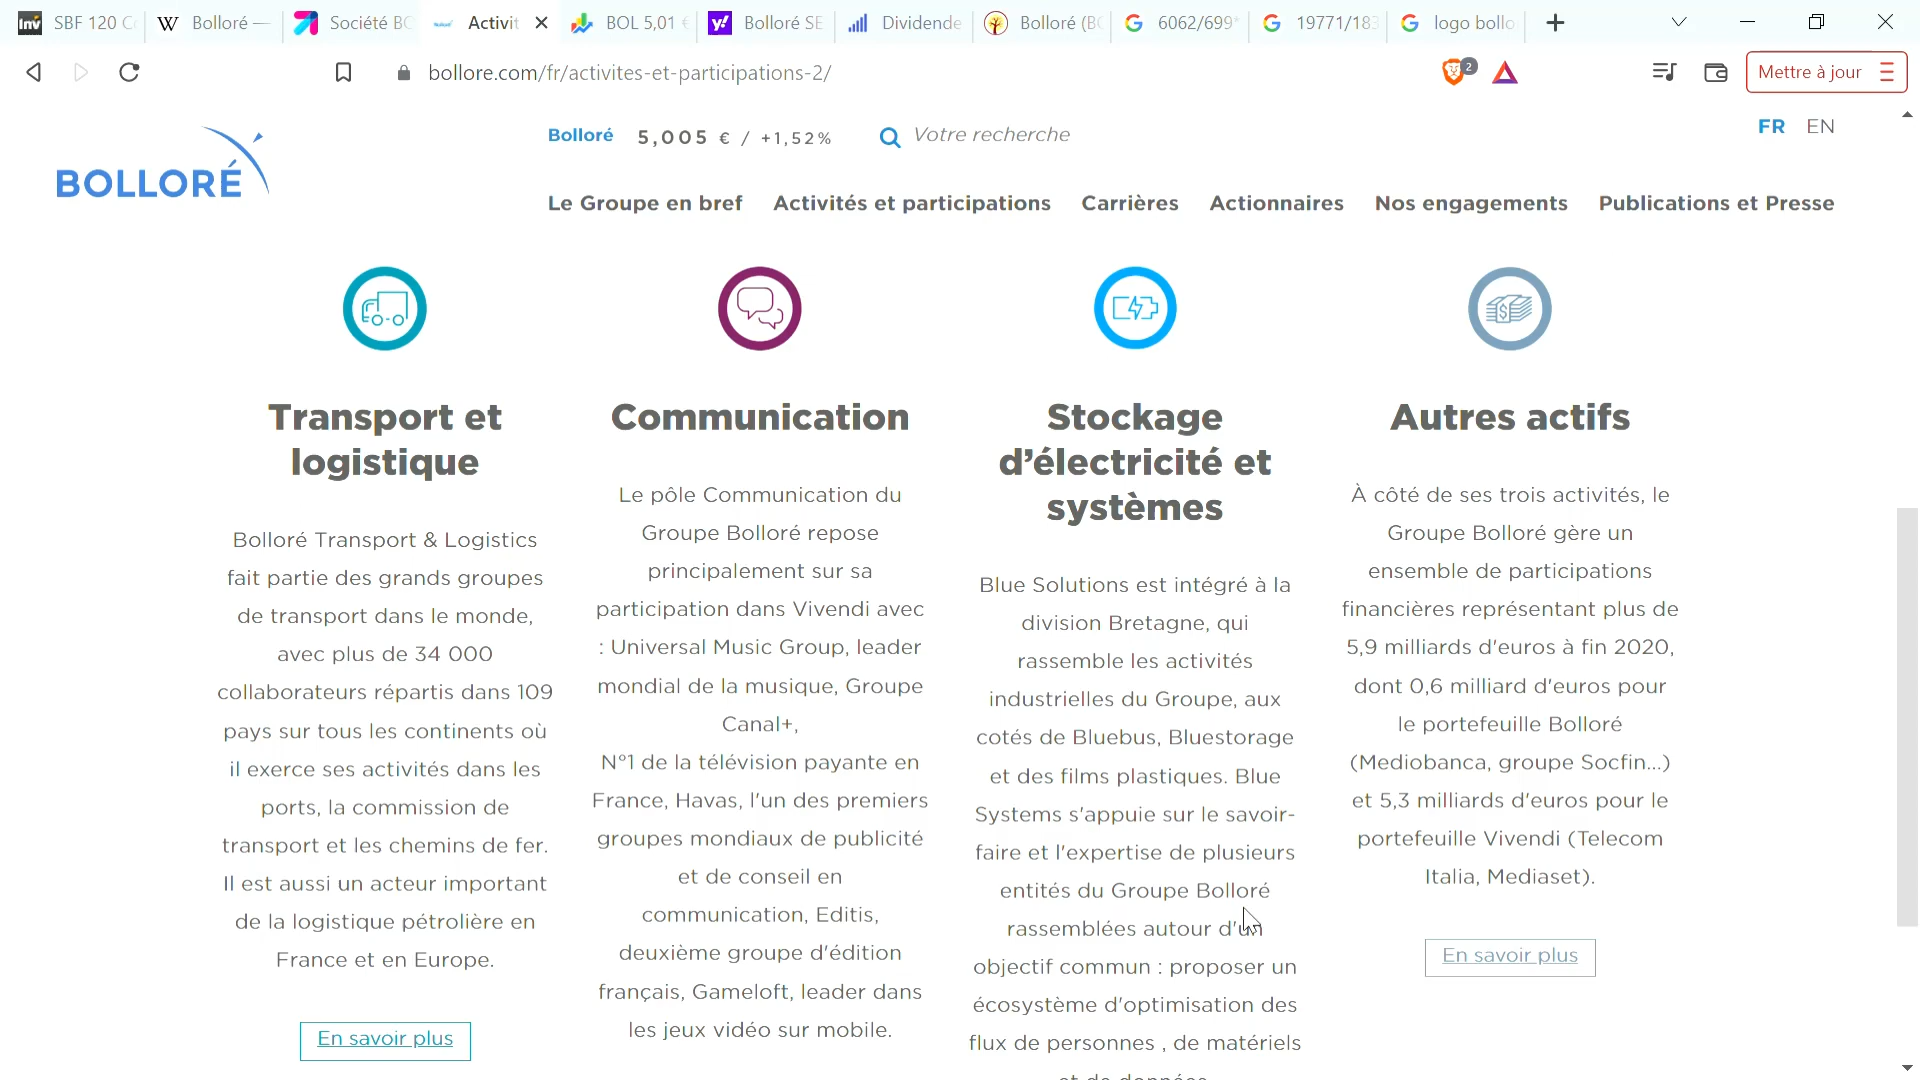 SBF 120 C
Bolloré —
Société BO
Activit
BOL 5,01 €
Bolloré SE
Dividende
Bolloré (BO
6062/699*
19771/183
logo bollo
bollore.com/fr/activites-et-participations-2/
2
Mettre à jour
BOLLORÉ
Bolloré 5,005 € / +1,52%
Votre recherche
FR EN
Le Groupe en bref
Activités et participations
Carrières
Actionnaires
Nos engagements
Publications et Presse
Transport et
logistique
Bolloré Transport & Logistics
fait partie des grands groupes
de transport dans le monde,
avec plus de 34 000
collaborateurs répartis dans 109
pays sur tous les continents où
il exerce ses activités dans les
ports, la commission de
transport et les chemins de fer.
Il est aussi un acteur important
de la logistique pétrolière en
France et en Europe.
En savoir plus
Communication
Le pôle Communication du
Groupe Bolloré repose
principalement sur sa
participation dans Vivendi avec
: Universal Music Group, leader
mondial de la musique, Groupe
Canal+,
N°1 de la télévision payante en
France, Havas, l'un des premiers
groupes mondiaux de publicité
et de conseil en
communication, Editis,
deuxième groupe d'édition
français, Gameloft, leader dans
les jeux vidéo sur mobile.
Stockage
d’électricité et
systèmes
Blue Solutions est intégré à la
division Bretagne, qui
rassemble les activités
industrielles du Groupe, aux
cotés de Bluebus, Bluestorage
et des films plastiques. Blue
Systems s'appuie sur le savoir-
faire et l'expertise de plusieurs
entités du Groupe Bolloré
rassemblées autour d'un
objectif commun : proposer un
écosystème d'optimisation des
flux de personnes , de matériels
et de données
Autres actifs
À côté de ses trois activités, le
Groupe Bolloré gère un
ensemble de participations
financières représentant plus de
5,9 milliards d'euros à fin 2020,
dont 0,6 milliard d'euros pour
le portefeuille Bolloré
(Mediobanca, groupe Socfin...)
et 5,3 milliards d'euros pour le
portefeuille Vivendi (Telecom
Italia, Mediaset).
En savoir plus